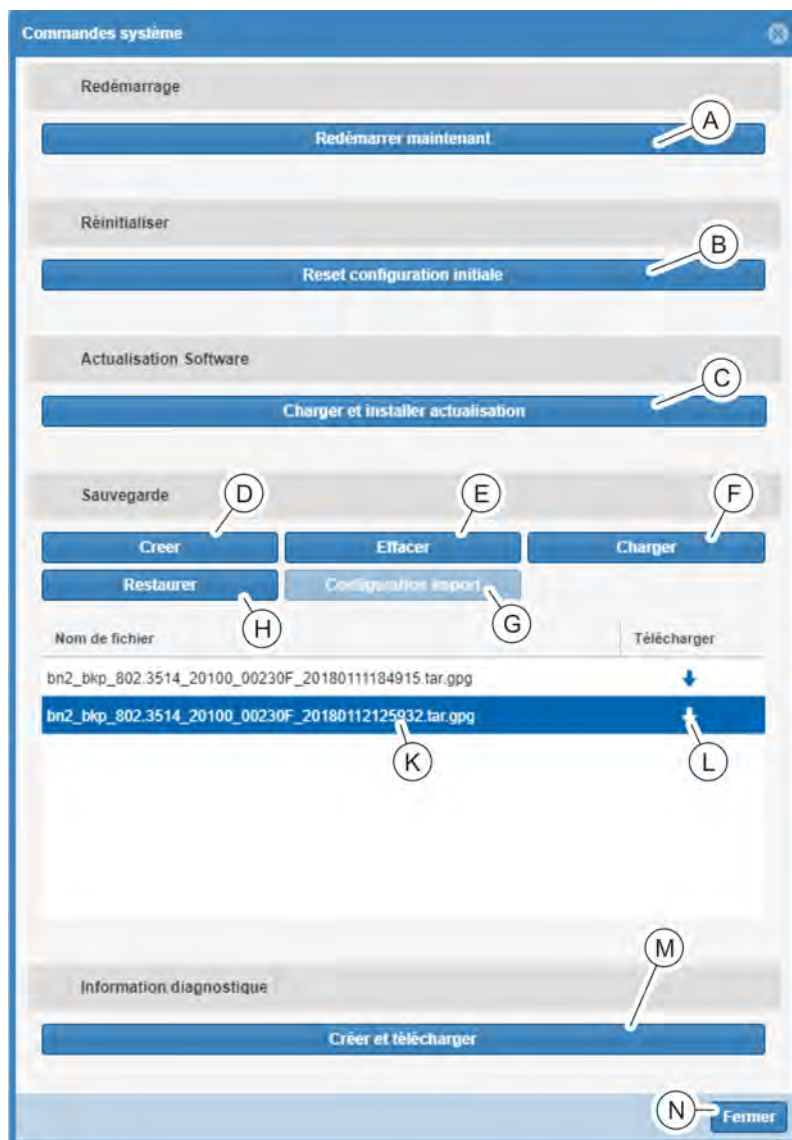 Commandes système
Redémarrage
A
Redémarrer maintenant
Réinitialiser
B
Reset configuration initiale
Actualisation Software
C
Charger et installer actualisation
Sauvegarde
D
E
F
Creer
Effacer
Charger
Restaurer
Configuration import
H
G
Nom de fichier
Télécharger
bn2_bkp_802.3514_20100_00230F_20180111184915.tar.gpg
bn2_bkp_802.3514_20100_00230F_20180112125932.tar.gpg
K
L
M
Information diagnostique
Créer et télécharger
N
Fermer